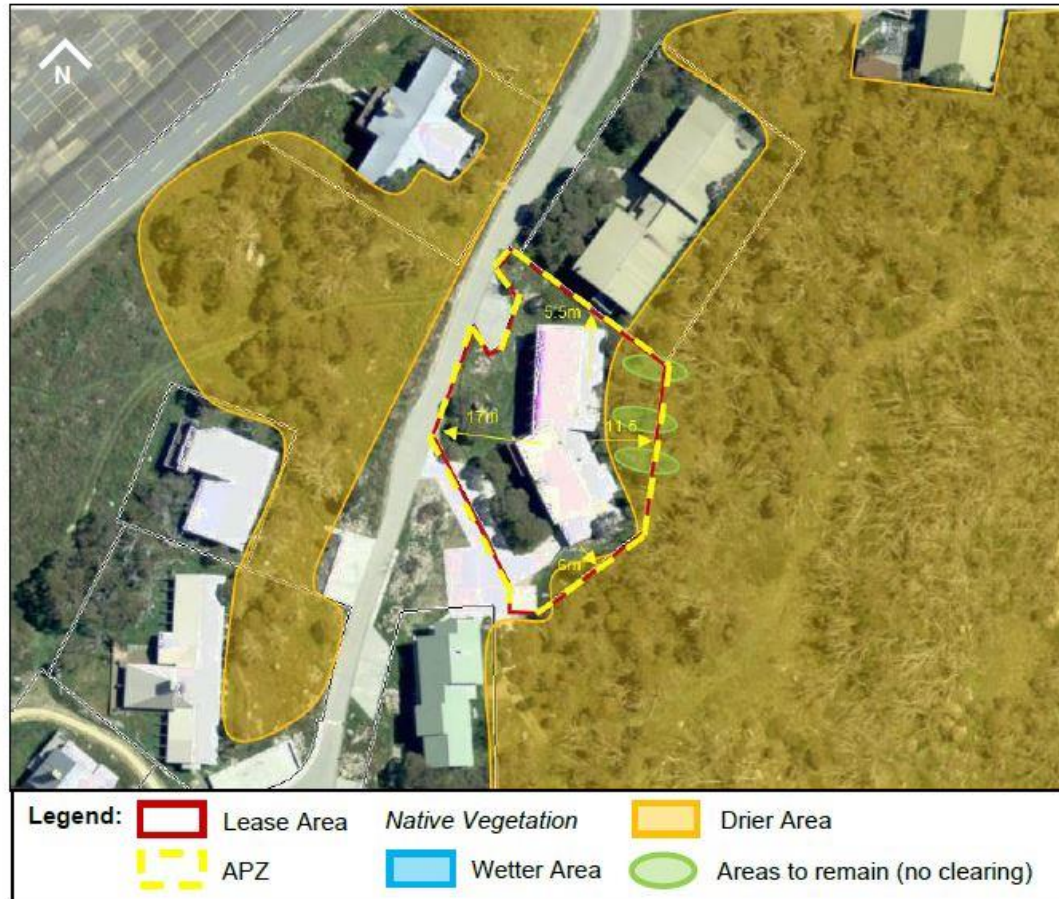 N
5.5m
17m
11.5
6m
Legend:
Lease Area
Native Vegetation
Drier Area
APZ
Wetter Area
Areas to remain (no clearing)